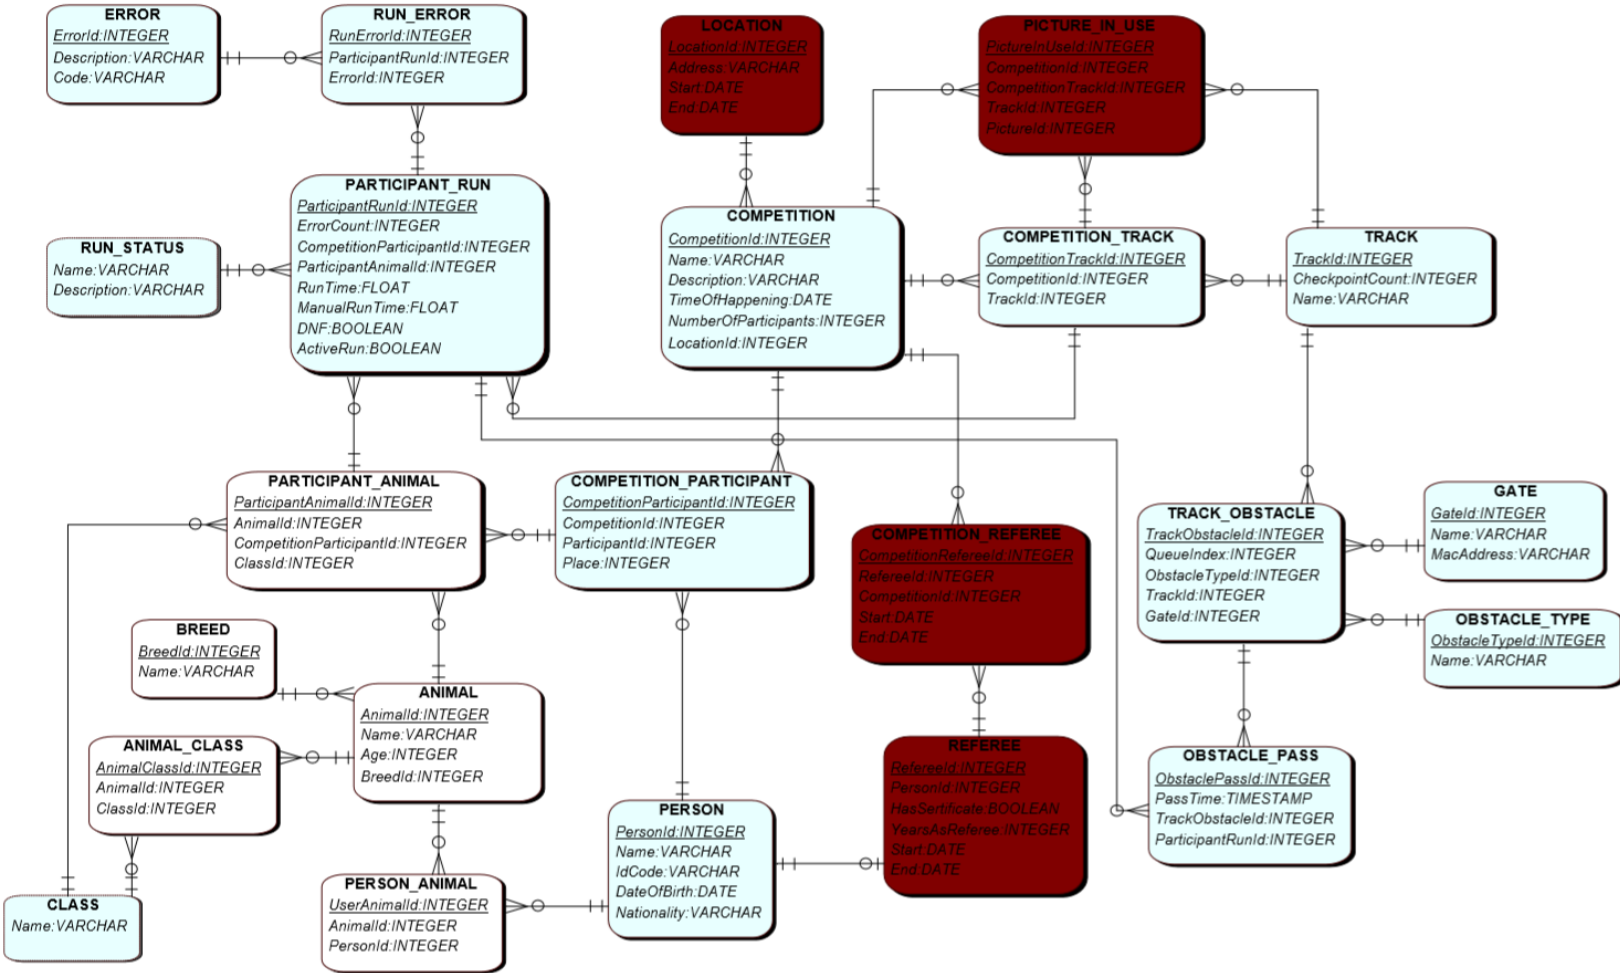 ERROR
ErrorId:INTEGER
Description:VARCHAR
Code:VARCHAR
RUN_ERROR
RunErrorId:INTEGER
ParticipantRunId:INTEGER
ErrorId:INTEGER
LOCATION
LocationId:INTEGER
Address:VARCHAR
Start:DATE
End:DATE
PICTURE_IN_USE
PictureinUseId:INTEGER
CompetitionId:INTEGER
CompetitionTrackId:INTEGER
TrackId:INTEGER
PictureId:INTEGER
PARTICIPANT_RUN
ParticipantRunId:INTEGER
ErrorCount:INTEGER
CompetitionParticipantId:INTEGER
ParticipantAnimalId:INTEGER
RunTime:FLOAT
ManualRunTime:FLOAT
DNF:BOOLEAN
ActiveRun:BOOLEAN
RUN_STATUS
Name:VARCHAR
Description:VARCHAR
COMPETITION
CompetitionId:INTEGER
Name:VARCHAR
Description:VARCHAR
TimeOfHappening:DATE
NumberOfParticipants:INTEGER
LocationId:INTEGER
COMPETITION_TRACK
CompetitionTrackId:INTEGER
CompetitionId:INTEGER
TrackId:INTEGER
TRACK
TrackId:INTEGER
CheckpointCount:INTEGER
Name:VARCHAR
PARTICIPANT_ANIMAL
ParticipantAnimalId:INTEGER
AnimalId:INTEGER
CompetitionParticipantId:INTEGER
ClassId:INTEGER
COMPETITION_PARTICIPANT
CompetitionParticipantId:INTEGER
CompetitionId:INTEGER
ParticipantId:INTEGER
Place:INTEGER
COMPETITION_REFEREE
CompetitionRefereeId:INTEGER
RefereeId:INTEGER
CompetitionId:INTEGER
Start:DATE
End:DATE
TRACK_OBSTACLE
TrackObstacleId:INTEGER
QueueIndex:INTEGER
ObstacleTypeId:INTEGER
TrackId:INTEGER
GateId:INTEGER
GATE
GateId:INTEGER
Name:VARCHAR
MacAddress:VARCHAR
OBSTACLE_TYPE
ObstacleTypeId:INTEGER
Name:VARCHAR
BREED
BreedId:INTEGER
Name:VARCHAR
ANIMAL
AnimalId:INTEGER
Name:VARCHAR
Age:INTEGER
BreedId:INTEGER
ANIMAL_CLASS
AnimalClassId:INTEGER
AnimalId:INTEGER
ClassId:INTEGER
REFEREE
RefereeId:INTEGER
PersonId:INTEGER
HasSertificate:BOOLEAN
YearsAsReferee:INTEGER
Start:DATE
End:DATE
OBSTACLE_PASS
ObstaclePassId:INTEGER
PassTime:TIMESTAMP
TrackObstacleId:INTEGER
ParticipantRunId:INTEGER
PERSON
PersonId:INTEGER
Name:VARCHAR
IdCode:VARCHAR
DateOfBirth:DATE
Nationality:VARCHAR
PERSON_ANIMAL
UserAnimalId:INTEGER
AnimalId:INTEGER
PersonId:INTEGER
CLASS
Name:VARCHAR